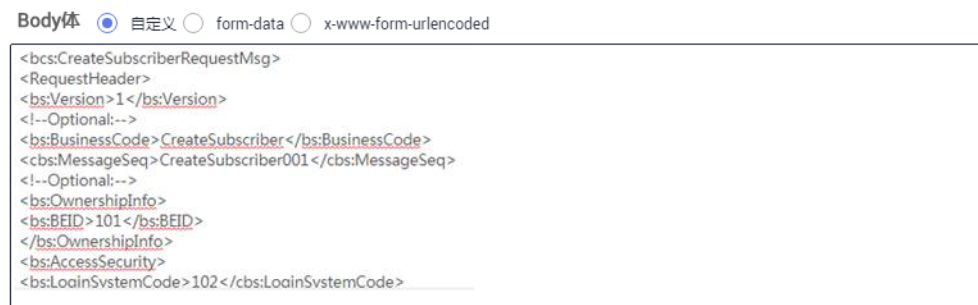 Body体 自定义 form-data x-www-form-urlencoded
<bcs:CreateSubscriberRequestMsg>
<RequestHeader>
<bs:Version>1</bs:Version>
<!--Optional:-->
<bs:BusinessCode>CreateSubscriber</bs:BusinessCode>
<cbs:MessageSeq>CreateSubscriber001</cbs:MessageSeq>
<!--Optional:-->
<bs:OwnershipInfo>
<bs:BEID>101</bs:BEID>
</bs:OwnershipInfo>
<bs:AccessSecurity>
<bs:LoginSystemCode>102</cbs:LoginSystemCode>